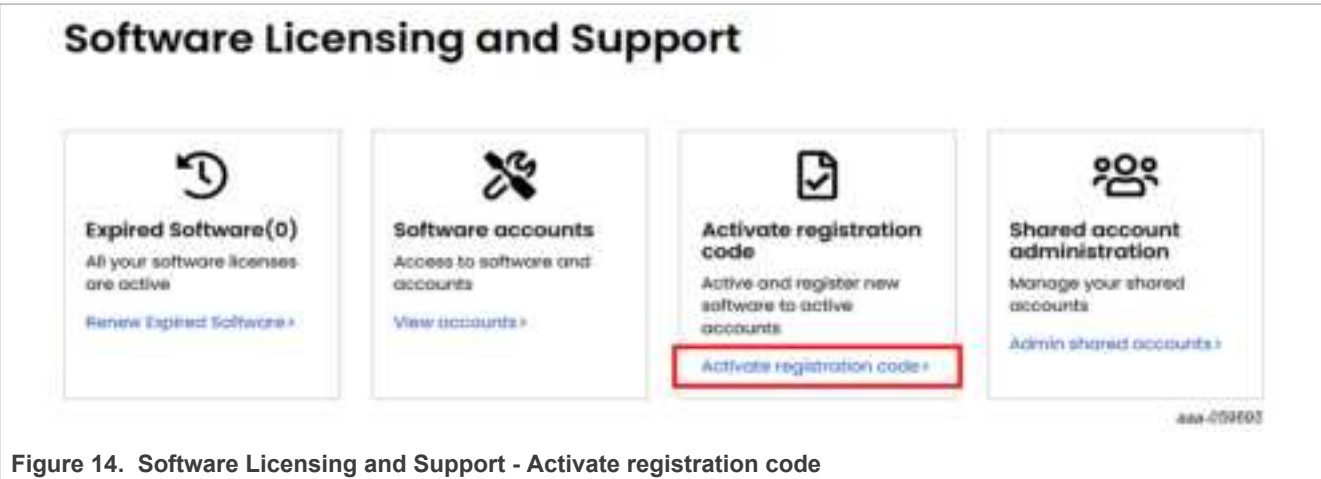 Software Licensing and Support
Expired Software(0)
All your software licenses
are active
Renew Expired Software >
Software accounts
Access to software and
accounts
View accounts >
Activate registration
code
Active and register new
software to active
accounts
Activate registration code >
Shared account
administration
Manage your shared
accounts
Admin shared accounts >
aaa-059693
Figure 14. Software Licensing and Support - Activate registration code